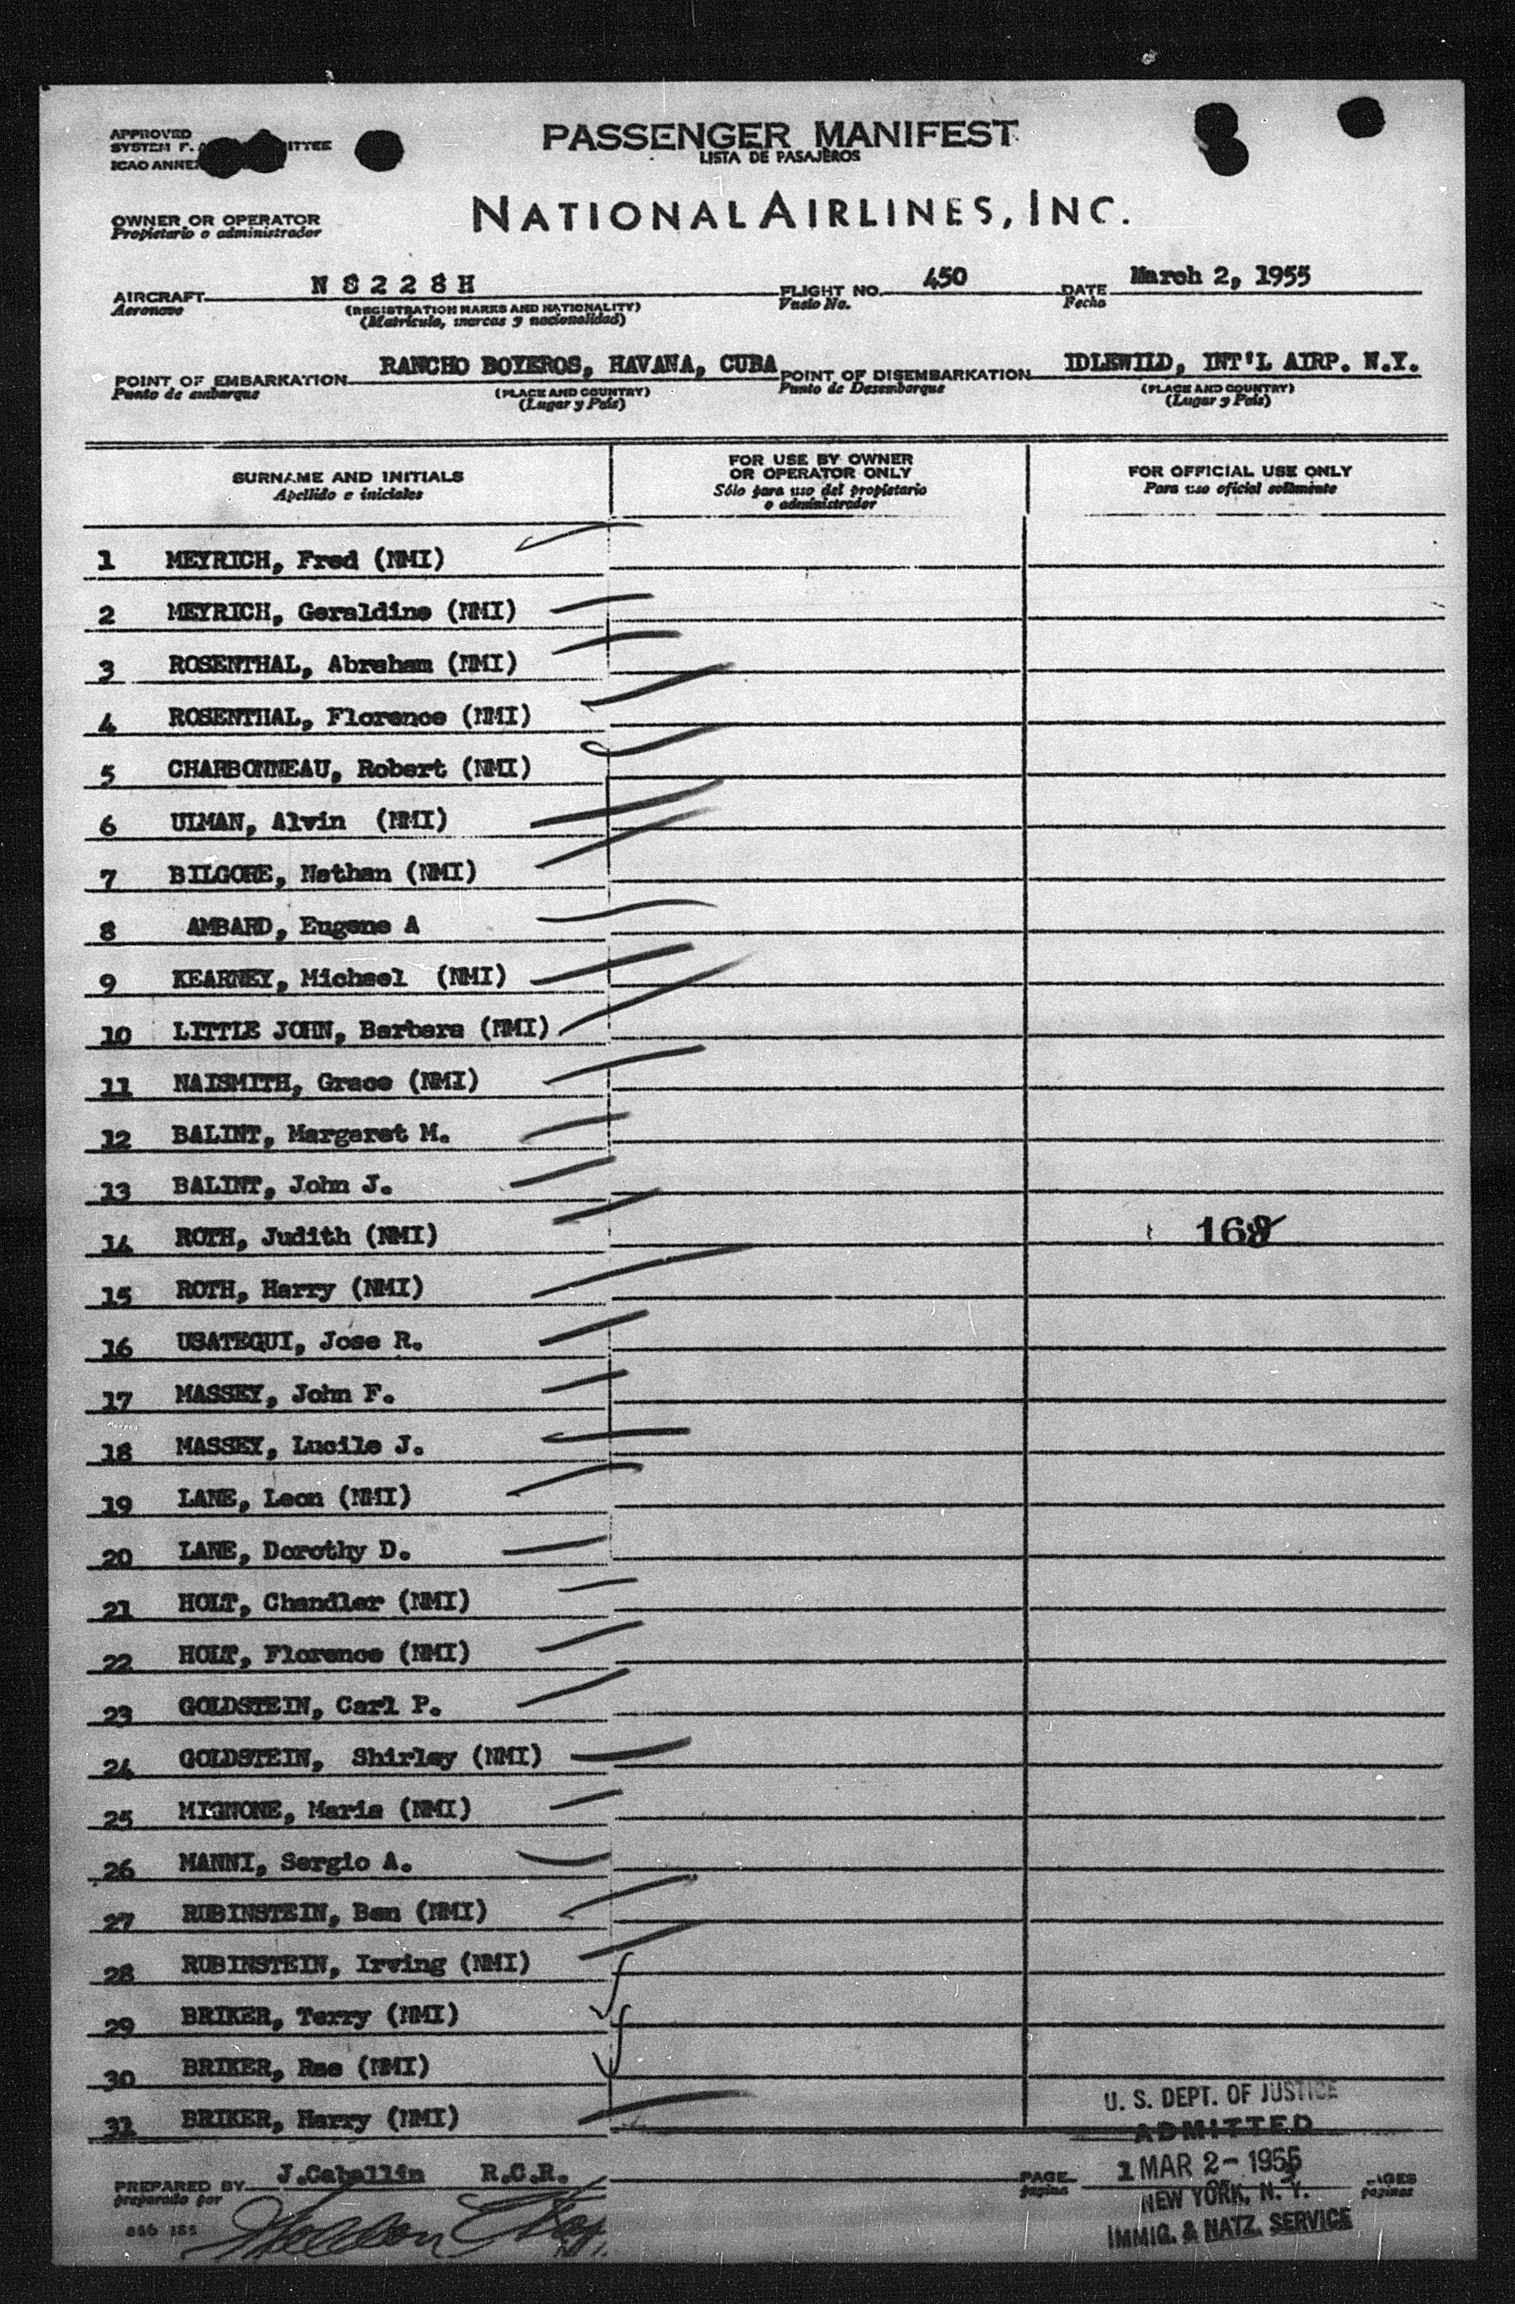 APPROVED
SYSTEM F. ITTEE
ICAO ANNEX
PASSENGER MANIFEST
LISTA DE PASAJEROS
OWNER OR OPERATOR
Propietario o administrador
NATIONAL AIRLINES, INC.
AIRCRAFT N 8 2 2 8 H FLIGHT NO. 450 DATE March 2, 1955
Aeronave (REGISTRATION MARKS AND NATIONALITY) Vuelo No. Fecha
(Matrícula, marcas y nacionalidad)
POINT OF EMBARKATION RANCHO BOYEROS, HAVANA, CUBA POINT OF DISEMBARKATION IDLEWILD, INT'L AIRP. N.Y.
Punto de embarque (PLACE AND COUNTRY) Punto de Desembarque (PLACE AND COUNTRY)
(Lugar y País) (Lugar y País)
SURNAME AND INITIALS FOR USE BY OWNER OR OPERATOR ONLY FOR OFFICIAL USE ONLY
Apellido e iniciales Sólo para uso del propietario o administrador Para uso oficial solamente
1 MEYRICH, Fred (NMI)
2 MEYRICH, Geraldine (NMI)
3 ROSENTHAL, Abraham (NMI)
4 ROSENTHAL, Florence (NMI)
5 CHARBONNEAU, Robert (NMI)
6 ULMAN, Alvin (NMI)
7 BILGORE, Nathan (NMI)
8 AMBARD, Eugene A
9 KEARNEY, Michael (NMI)
10 LITTLE JOHN, Barbara (NMI)
11 NAISMITH, Grace (NMI)
12 BALINT, Margaret M.
13 BALINT, John J.
14 ROTH, Judith (NMI) 168
15 ROTH, Harry (NMI)
16 USATEQUI, Jose R.
17 MASSEY, John F.
18 MASSEY, Lucile J.
19 LANE, Leon (NMI)
20 LANE, Dorothy D.
21 HOLT, Chandler (NMI)
22 HOLT, Florence (NMI)
23 GOLDSTEIN, Carl P.
24 GOLDSTEIN, Shirley (NMI)
25 MIGNONE, Maria (NMI)
26 MANNI, Sergio A.
27 RUBINSTEIN, Ben (NMI)
28 RUBINSTEIN, Irving (NMI)
29 BRIKER, Terry (NMI)
30 BRIKER, Rae (NMI)
31 BRIKER, Harry (NMI)
U. S. DEPT. OF JUSTICE
ADMITTED
PREPARED BY J.Caballin R.C.R. PAGE 1 MAR 2- 1955 AGES
preparado por pagina OF paginas
NEW YORK, N. Y.
IMMIG. & NATZ. SERVICE